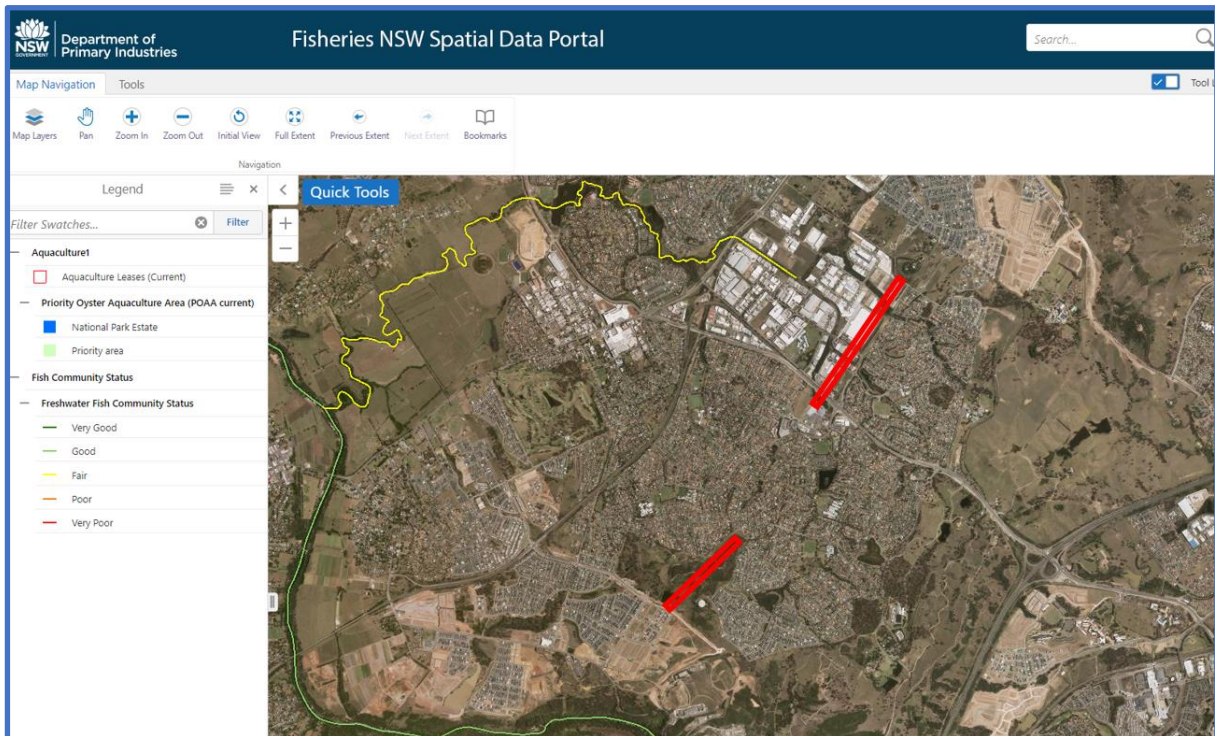 NSW
GOVERNMENT
Department of
Primary Industries
Fisheries NSW Spatial Data Portal
Search...
Map Navigation
Tools
Tool L
Map Layers
Pan
Zoom In
Zoom Out
Initial View
Full Extent
Previous Extent
Next Extent
Bookmarks
Navigation
Legend
Quick Tools
Filter Swatches...
Filter
Aquaculture1
Aquaculture Leases (Current)
Priority Oyster Aquaculture Area (POAA current)
National Park Estate
Priority area
Fish Community Status
Freshwater Fish Community Status
Very Good
Good
Fair
Poor
Very Poor